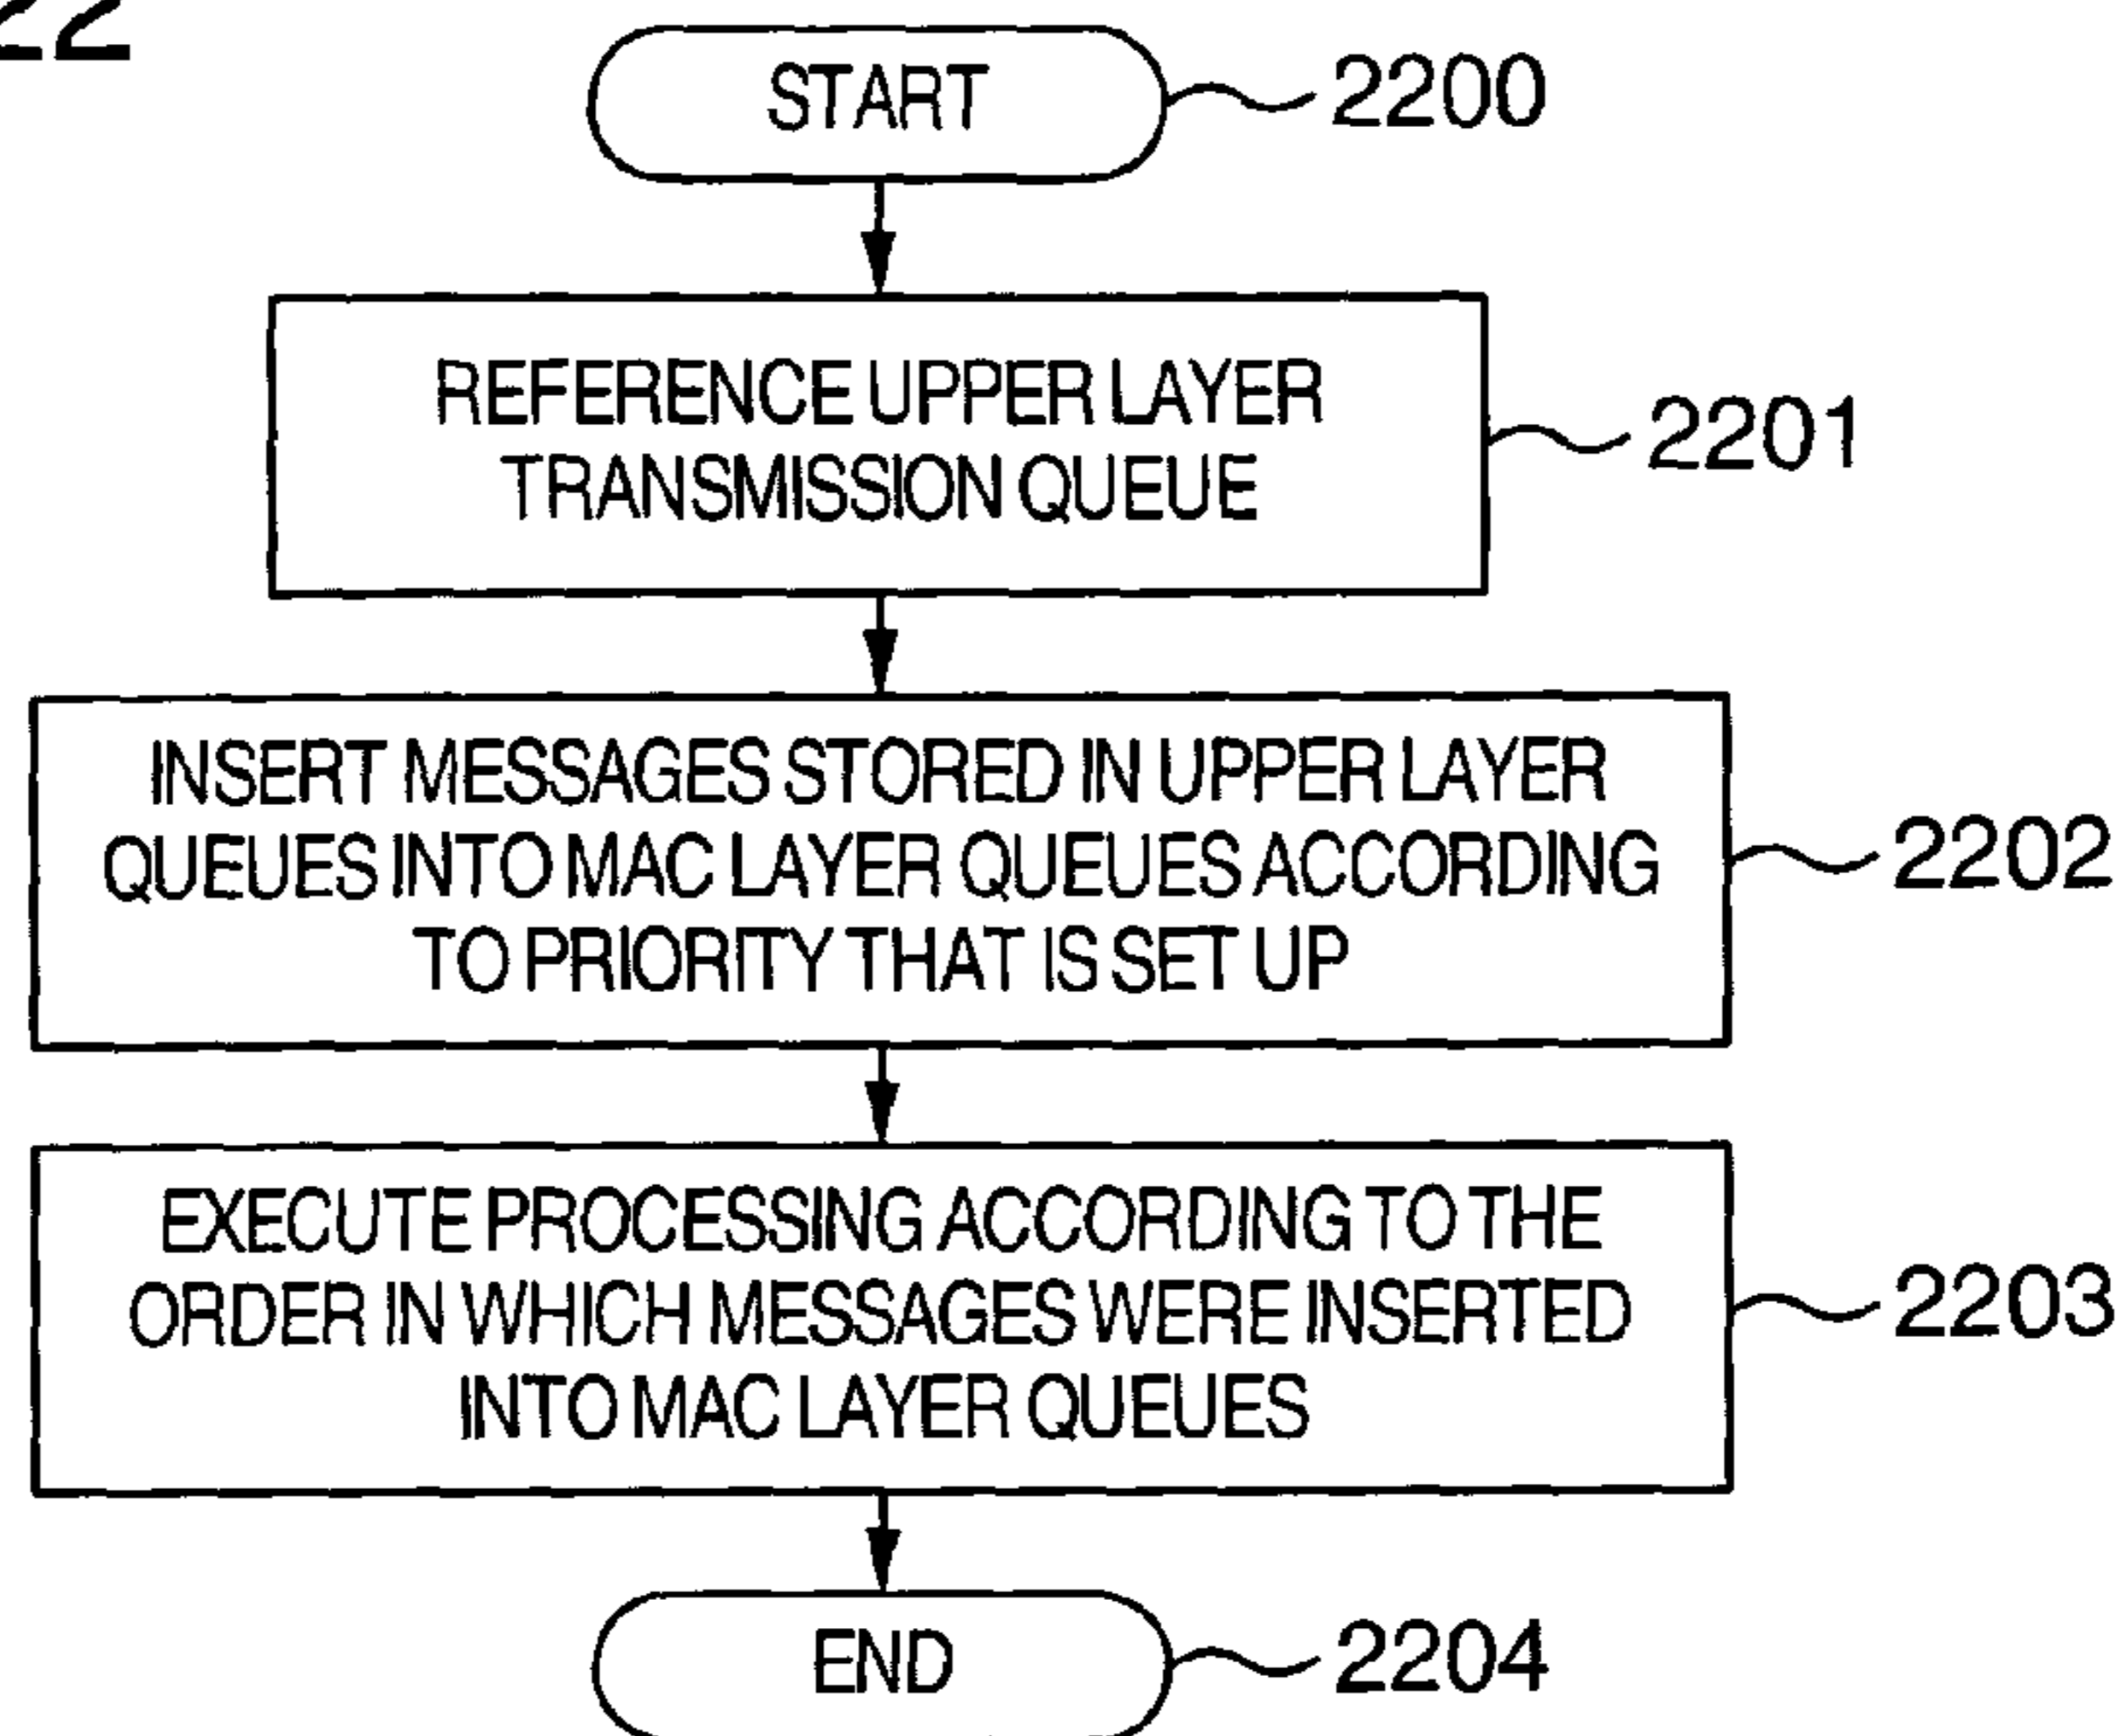 22
START
2200
REFERENCE UPPER LAYER
TRANSMISSION QUEUE
2201
INSERT MESSAGES STORED IN UPPER LAYER
QUEUES INTO MAC LAYER QUEUES ACCORDING
TO PRIORITY THAT IS SET UP
2202
EXECUTE PROCESSING ACCORDING TO THE
ORDER IN WHICH MESSAGES WERE INSERTED
INTO MAC LAYER QUEUES
2203
END
2204